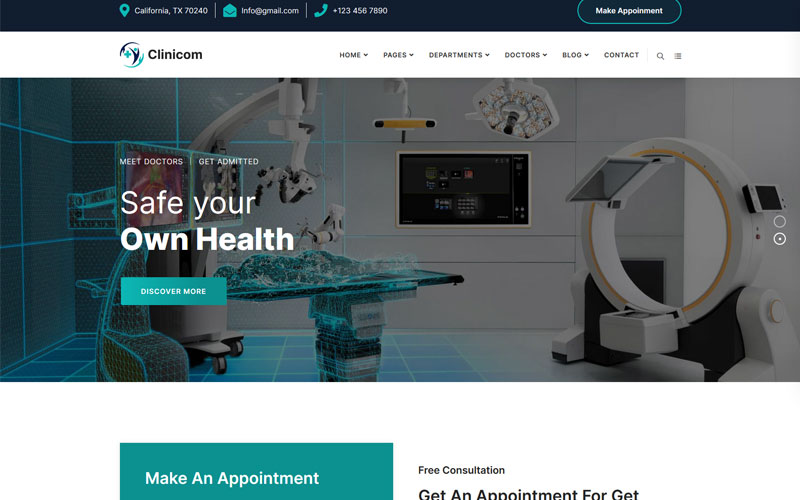 California, TX 70240
Info@gmail.com
+123 456 7890
Make Appoinment
Clinicom
HOME
PAGES
DEPARTMENTS
DOCTORS
BLOG
CONTACT
MEET DOCTORS
GET ADMITTED
Safe your
Own Health
DISCOVER MORE
Make An Appointment
Free Consultation
Get An Appointment For Get